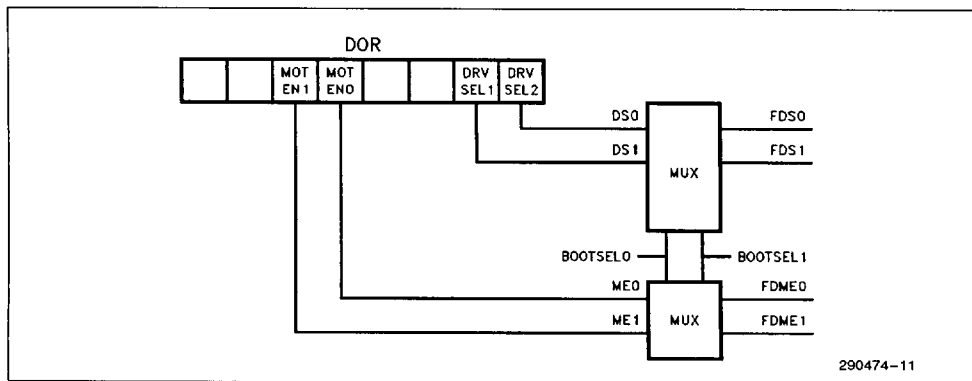 DOR
MOT EN1
MOT EN0
DRV SEL1
DRV SEL2
DS0
FDS0
DS1
FDS1
MUX
BOOTSEL0
BOOTSEL1
ME0
FDME0
ME1
MUX
FDME1
290474-11